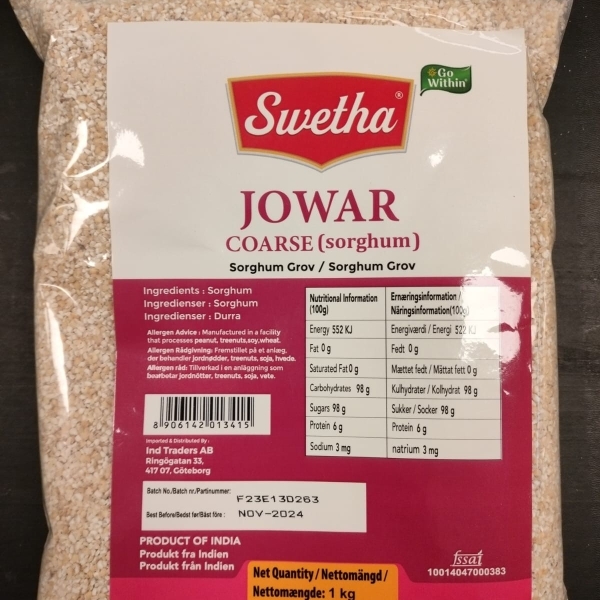 Go
Within®
Swetha®
JOWAR
COARSE (sorghum)
Sorghum Grov / Sorghum Grov
Ingredients : Sorghum
Ingredienser : Sorghum
Ingredienser : Durra
Allergen Advice : Manufactured in a facility
that processes peanut, treenuts,soy,wheat.
Allergen Rådgivning: Fremstillet på et anlæg,
der behandler jordnødder, treenuts, soja, hvede.
Allergen råd: Tillverkad i en anläggning som
bearbetar jordnötter, treenuts, soja, vete.
8 906142 013415
Imported & Distributed By :
Ind Traders AB
Ringögatan 33,
417 07, Göteborg
Nutritional Information (100g) Ernæringsinformation / Näringsinformation(100g)
Energy 552 KJ Energiværdi / Energi 522 KJ
Fat 0 g Fedt 0 g
Saturated Fat 0 g Mættet fedt / Mättat fett 0 g
Carbohydrates 98 g Kulhydrater / Kolhydrat 98 g
Sugars 98 g Sukker / Socker 98 g
Protein 6 g Protein 6 g
Sodium 3 mg natrium 3 mg
Batch No./Batch nr./Partinummer: F23E13D263
Best Before/Bedst før/Bäst före : NOV-2024
PRODUCT OF INDIA
Produkt fra Indien
Produkt från Indien
fssai
10014047000383
Net Quantity / Nettomängd /
Nettomængde: 1 kg